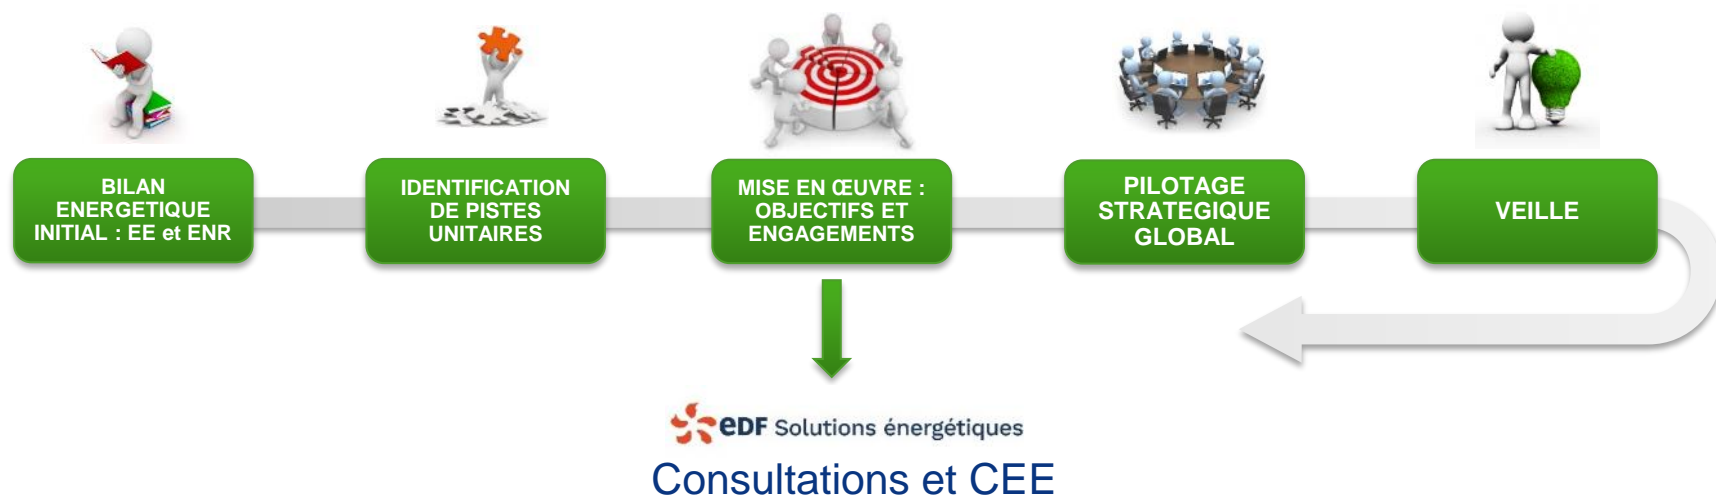 BILAN
ENERGETIQUE
INITIAL : EE et ENR
IDENTIFICATION
DE PISTES
UNITAIRES
MISE EN ŒUVRE :
OBJECTIFS ET
ENGAGEMENTS
PILOTAGE
STRATEGIQUE
GLOBAL
VEILLE
eDF Solutions énergétiques
Consultations et CEE